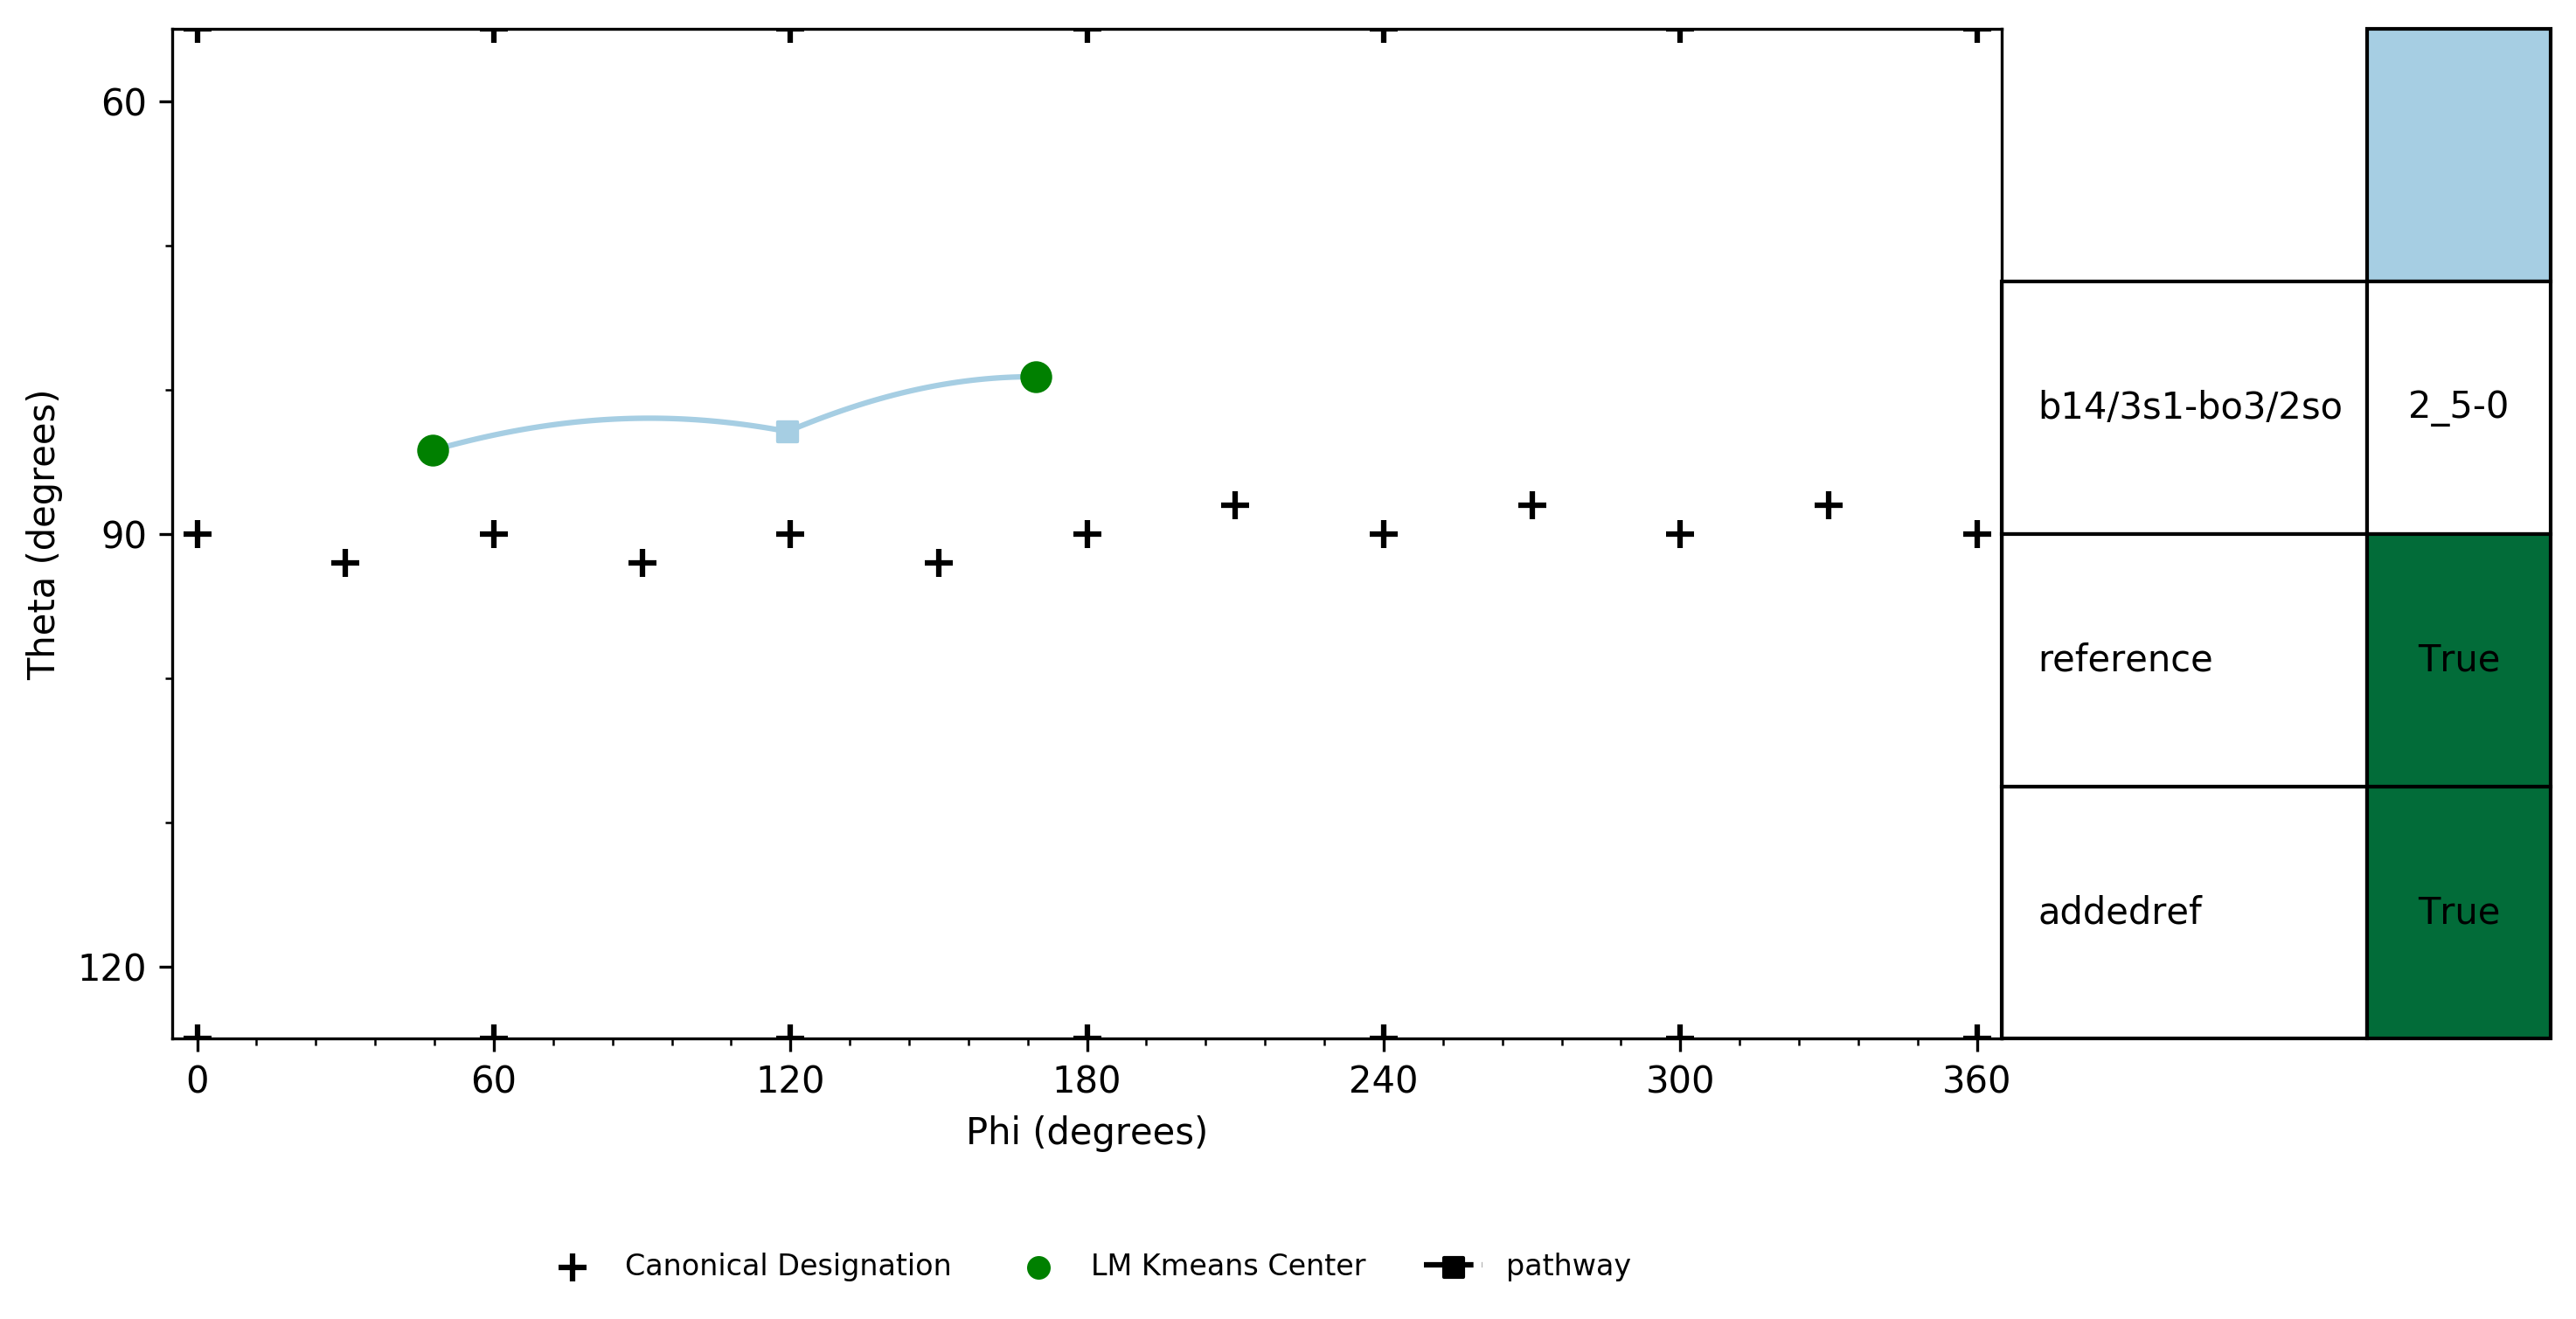 60
90
120
Theta (degrees)
0 60 120 180 240 300 360
Phi (degrees)
b14/3s1-bo3/2so 2_5-0
reference True
addedref True
Canonical Designation LM Kmeans Center pathway